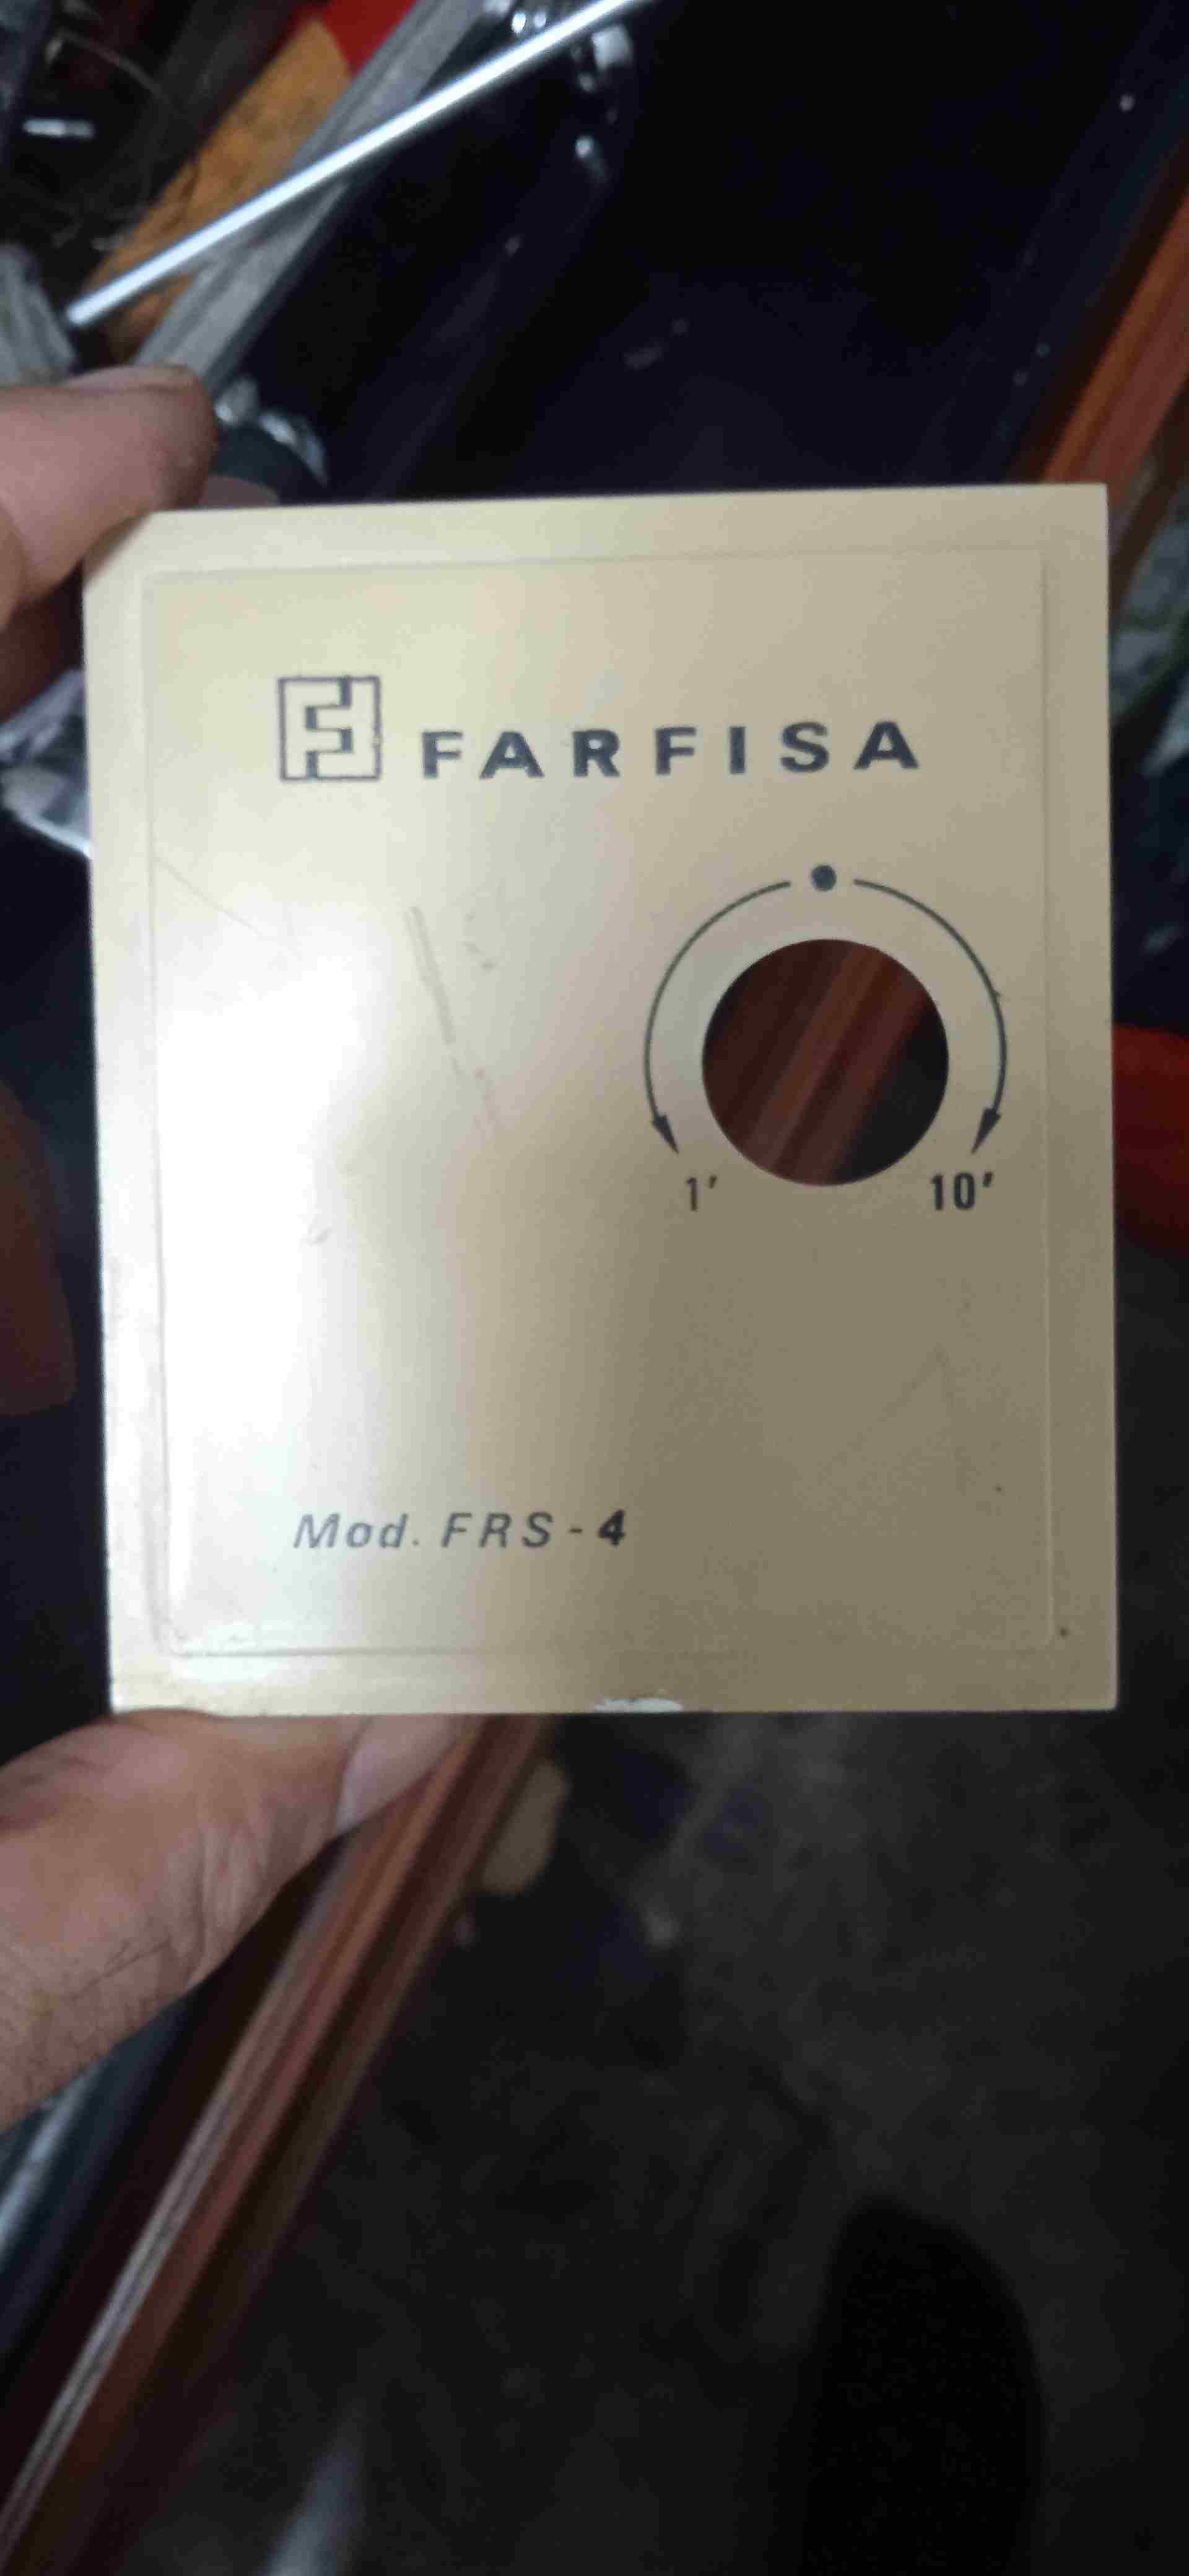 FARFISA
1' 10'
Mod. FRS-4